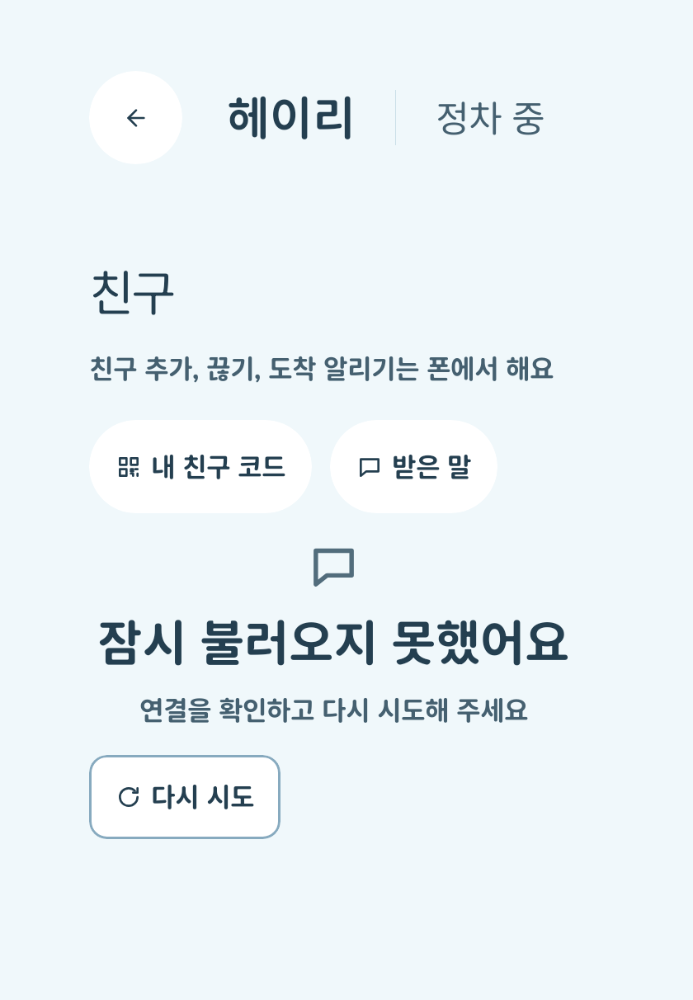 헤이리 정차 중
친구
친구 추가, 끊기, 도착 알리기는 폰에서 해요
내 친구 코드 받은 말
잠시 불러오지 못했어요
연결을 확인하고 다시 시도해 주세요
다시 시도